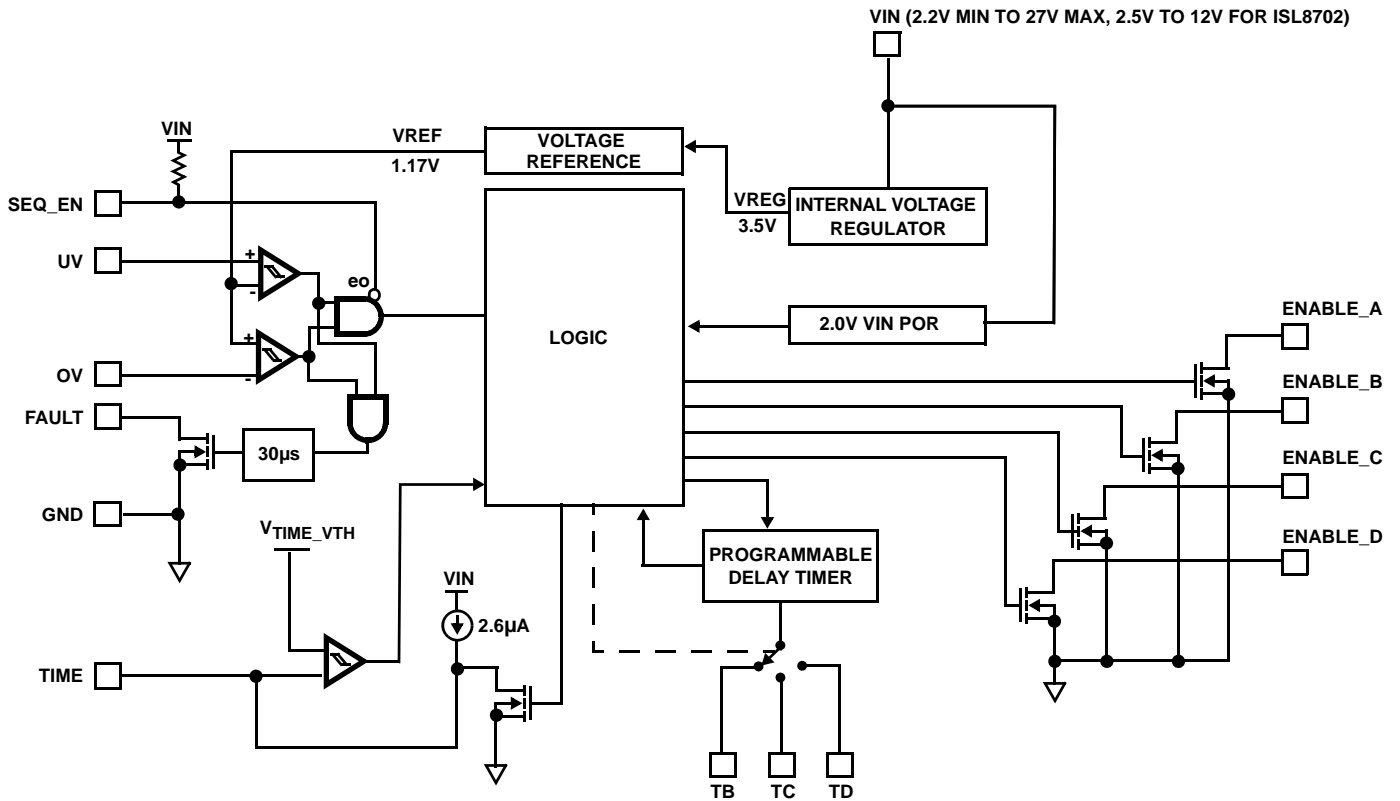 VIN (2.2V MIN TO 27V MAX, 2.5V TO 12V FOR ISL8702)
VIN
VREF
1.17V
VOLTAGE
REFERENCE
SEQ_EN
VREG
3.5V
INTERNAL VOLTAGE
REGULATOR
UV
+
-
eo
LOGIC
2.0V VIN POR
ENABLE_A
+
-
OV
ENABLE_B
FAULT
30µs
ENABLE_C
GND
VTIME_VTH
ENABLE_D
PROGRAMMABLE
DELAY TIMER
VIN
2.6µA
TIME
TB
TC
TD